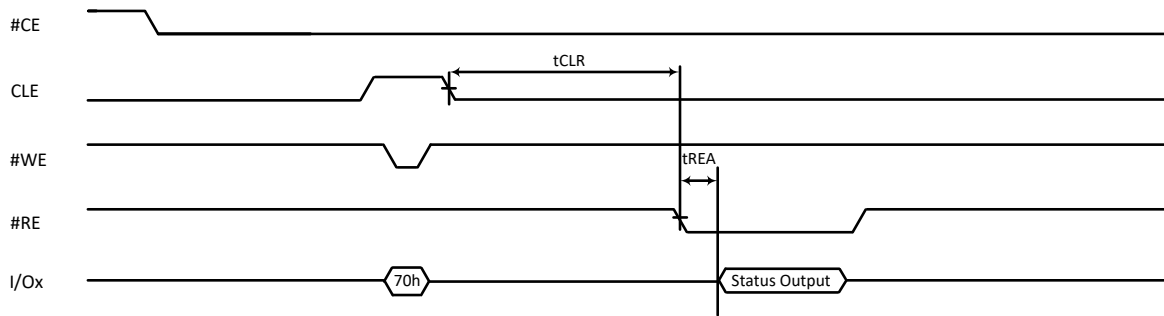 #CE
tCLR
CLE
#WE
tREA
#RE
I/Ox
70h
Status Output